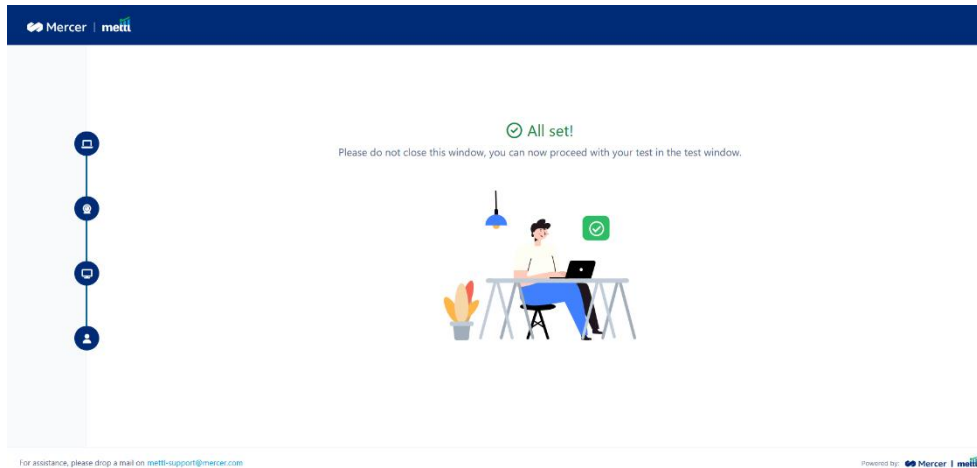 Mercer | mettl
All set!
Please do not close this window, you can now proceed with your test in the test window.
For assistance, please drop a mail on mettl-support@mercer.com
Powered by: Mercer | mettl